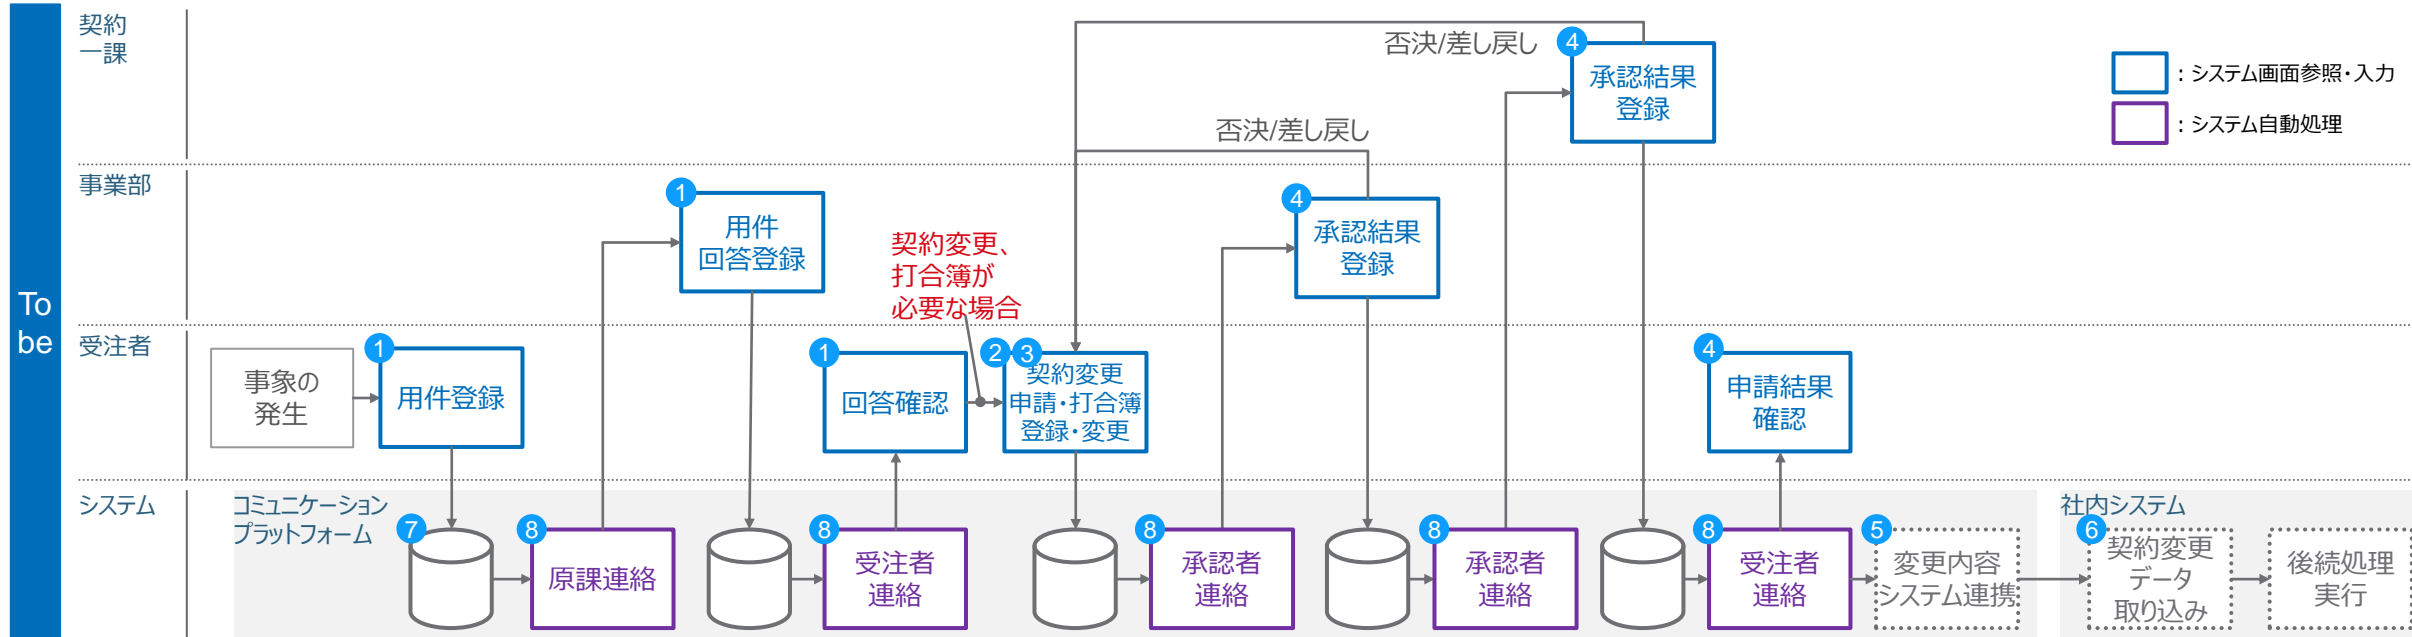 To
be
契約
一課
否決/差し戻し
4
承認結果
登録
否決/差し戻し
：システム画面参照・入力
：システム自動処理
事業部
1
用件
回答登録
契約変更、
打合簿が
必要な場合
4
承認結果
登録
受注者
事象の
発生
1
用件登録
1
回答確認
2 3
契約変更
申請・打合簿
登録・変更
4
申請結果
確認
システム
コミュニケーション
プラットフォーム
7
8
原課連絡
8
受注者
連絡
8
承認者
連絡
8
承認者
連絡
8
受注者
連絡
5
変更内容
システム連携
社内システム
6
契約変更
データ
取り込み
後続処理
実行